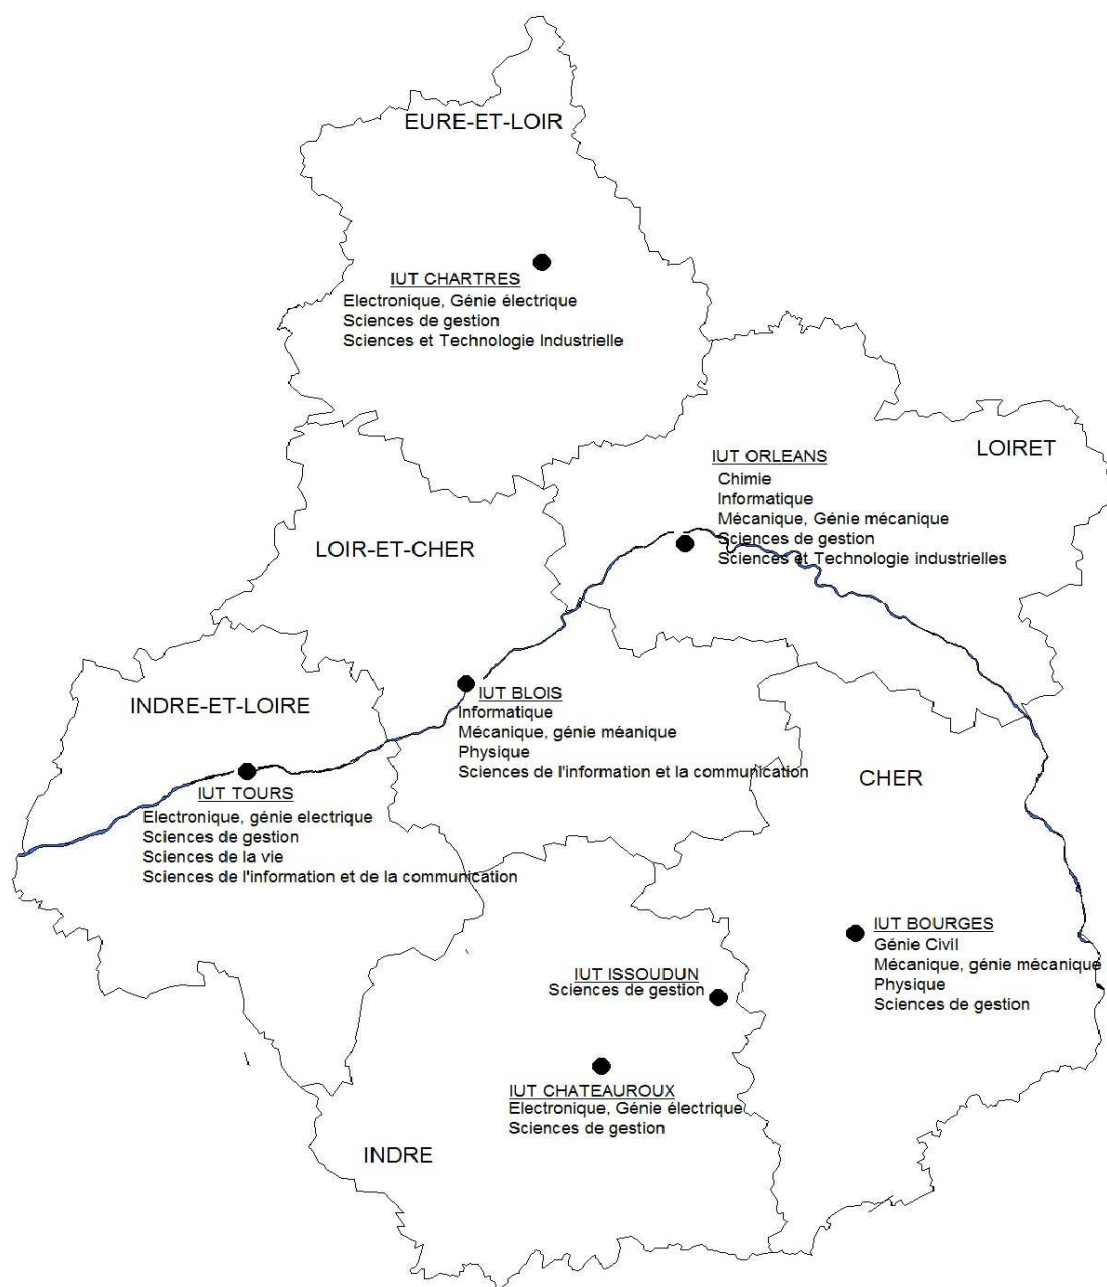 EURE-ET-LOIR
IUT CHARTRES
Electronique, Génie électrique
Sciences de gestion
Sciences et Technologie Industrielle
LOIRET
IUT ORLEANS
Chimie
Informatique
Mécanique, Génie mécanique
Sciences de gestion
Sciences et Technologie industrielles
LOIR-ET-CHER
IUT BLOIS
Informatique
Mécanique, génie méanique
Physique
Sciences de l'information et la communication
INDRE-ET-LOIRE
IUT TOURS
Electronique, génie electrique
Sciences de gestion
Sciences de la vie
Sciences de l'information et de la communication
CHER
IUT BOURGES
Génie Civil
Mécanique, génie mécanique
Physique
Sciences de gestion
IUT ISSOUDUN
Sciences de gestion
IUT CHATEAUROUX
Electronique, Génie électrique
Sciences de gestion
INDRE